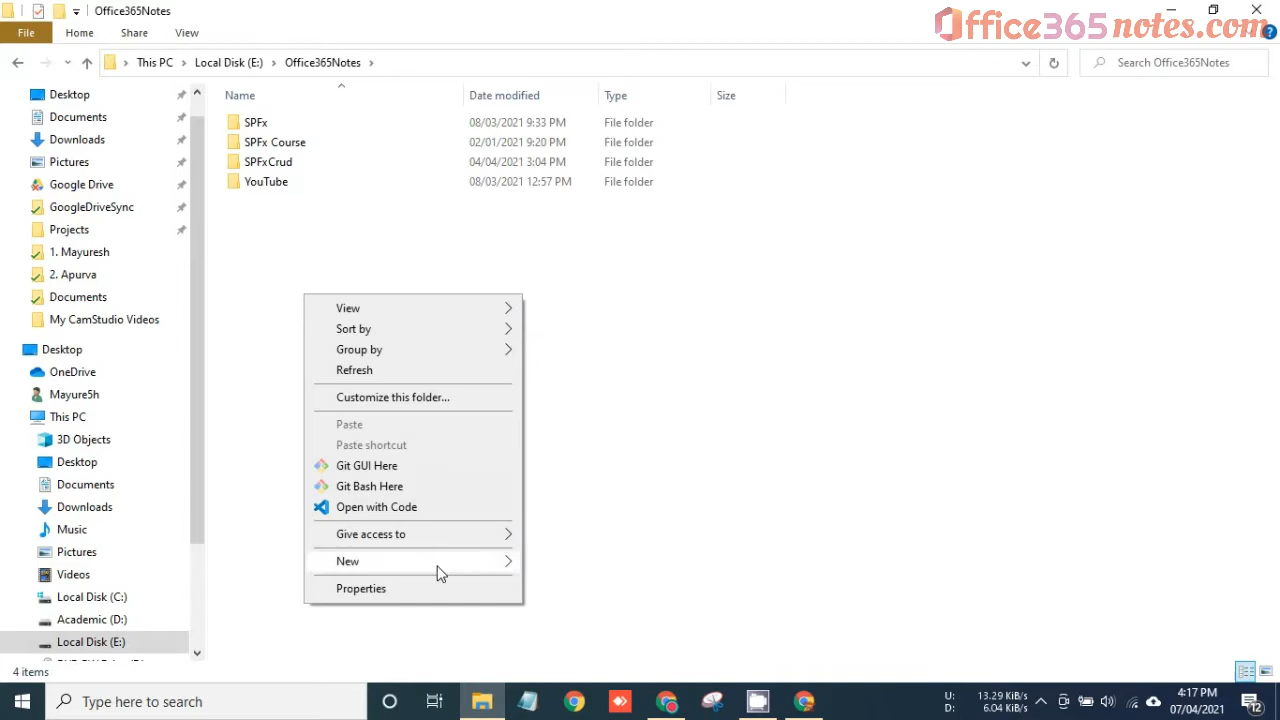 Office365Notes
Office365notes.com
File Home Share View
This PC Local Disk (E:) Office365Notes
Search Office365Notes
Name Date modified Type Size
SPFx 08/03/2021 9:33 PM File folder
SPFx Course 02/01/2021 9:20 PM File folder
SPFxCrud 04/04/2021 3:04 PM File folder
YouTube 08/03/2021 12:57 PM File folder
Desktop
Documents
Downloads
Pictures
Google Drive
GoogleDriveSync
Projects
1. Mayuresh
2. Apurva
Documents
My CamStudio Videos
Desktop
OneDrive
Mayure5h
This PC
3D Objects
Desktop
Documents
Downloads
Music
Pictures
Videos
Local Disk (C:)
Academic (D:)
Local Disk (E:)
View
Sort by
Group by
Refresh
Customize this folder...
Paste
Paste shortcut
Git GUI Here
Git Bash Here
Open with Code
Give access to
New
Properties
4 items
Type here to search
U: 13.29 KiB/s
D: 6.04 KiB/s
4:17 PM
07/04/2021
12